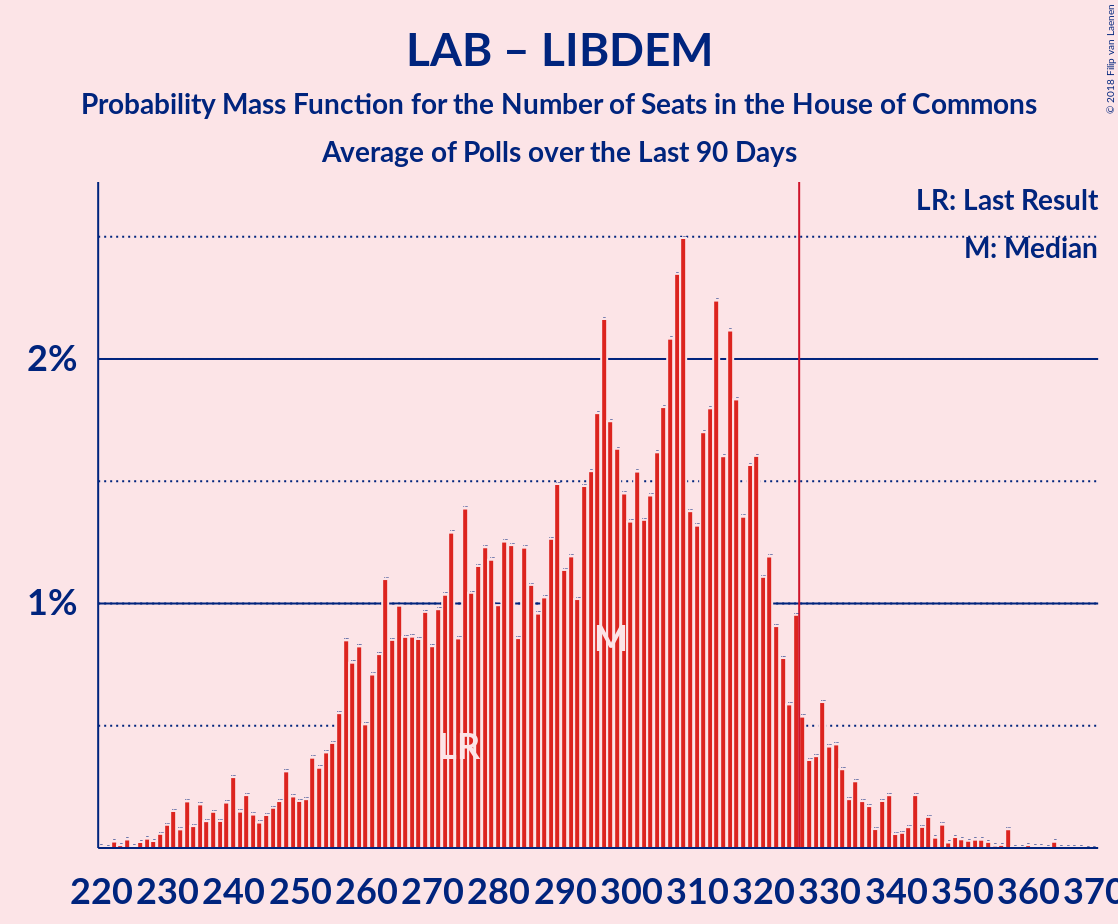 LAB – LIBDEM
Probability Mass Function for the Number of Seats in the House of Commons
Average of Polls over the Last 90 Days
© 2018 Filip van Laenen
LR: Last Result
M: Median
2%
1%
M
LR
220 230 240 250 260 270 280 290 300 310 320 330 340 350 360 370